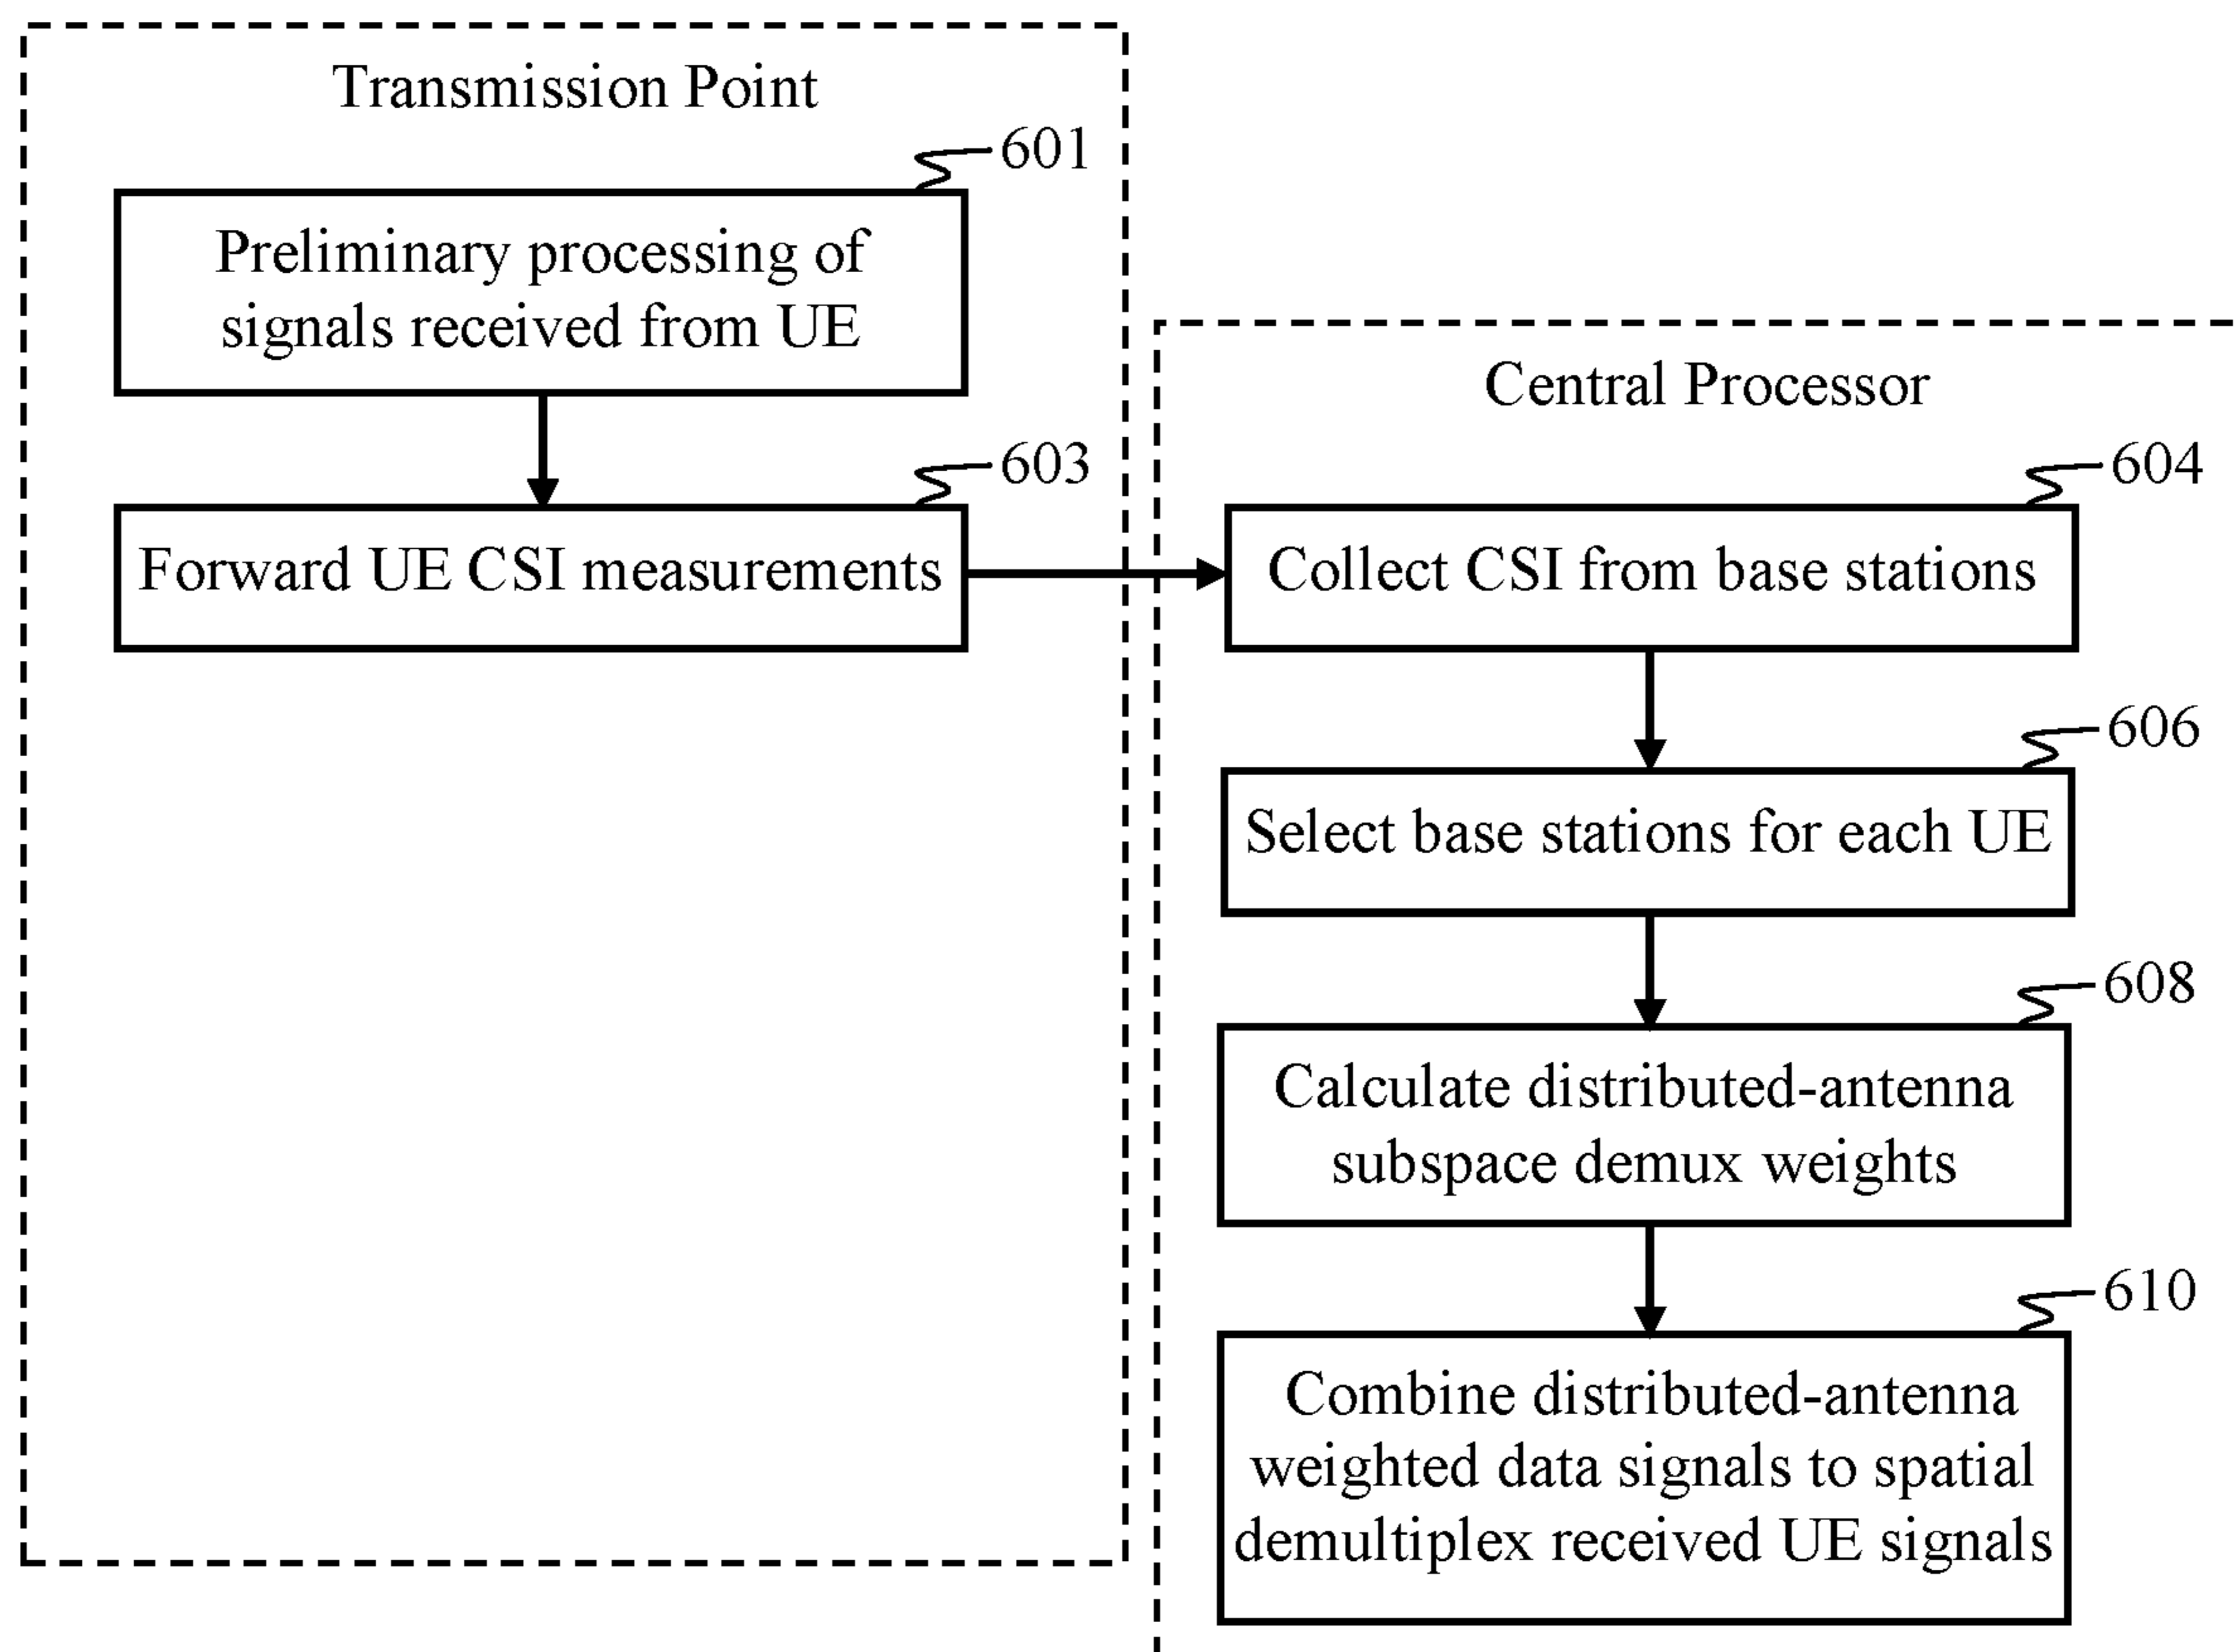 Transmission Point
601
Preliminary processing of
signals received from UE
603
Forward UE CSI measurements
Central Processor
604
Collect CSI from base stations
606
Select base stations for each UE
608
Calculate distributed-antenna
subspace demux weights
610
Combine distributed-antenna
weighted data signals to spatial
demultiplex received UE signals